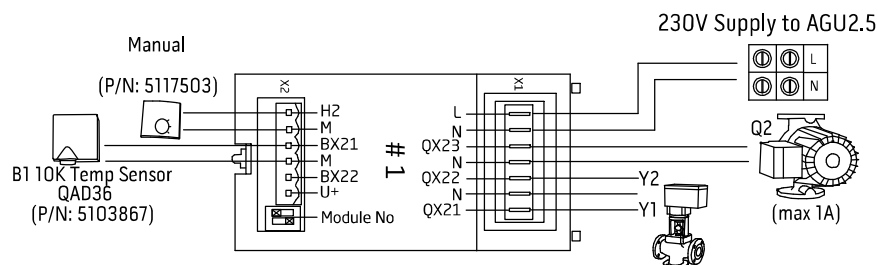 230V Supply to AGU2.5
Manual
(P/N: 5117503)
X2
X1
L
N
H2
M
BX21
M
BX22
U+
Module No
# 1
L
N
QX23
N
QX22
N
QX21
Q2
Y2
Y1
(max 1A)
B1 10K Temp Sensor
QAD36
(P/N: 5103867)